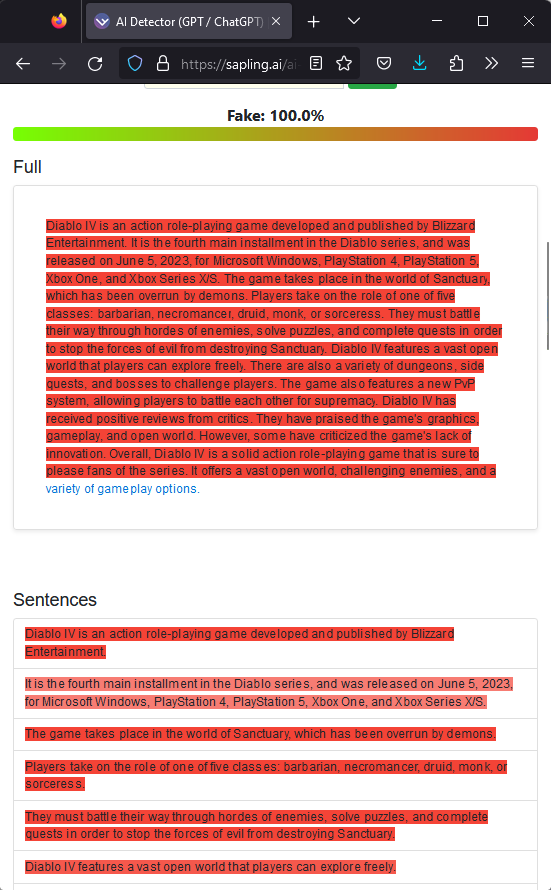 AI Detector (GPT / ChatGPT)
https://sapling.ai/ai-
Fake: 100.0%
Full
Diablo IV is an action role-playing game developed and published by Blizzard
Entertainment. It is the fourth main installment in the Diablo series, and was
released on June 5, 2023, for Microsoft Windows, PlayStation 4, PlayStation 5,
Xbox One, and Xbox Series X/S. The game takes place in the world of Sanctuary,
which has been overrun by demons. Players take on the role of one of five
classes: barbarian, necromancer, druid, monk, or sorceress. They must battle
their way through hordes of enemies, solve puzzles, and complete quests in order
to stop the forces of evil from destroying Sanctuary. Diablo IV features a vast open
world that players can explore freely. There are also a variety of dungeons, side
quests, and bosses to challenge players. The game also features a new PvP
system, allowing players to battle each other for supremacy. Diablo IV has
received positive reviews from critics. They have praised the game's graphics,
gameplay, and open world. However, some have criticized the game's lack of
innovation. Overall, Diablo IV is a solid action role-playing game that is sure to
please fans of the series. It offers a vast open world, challenging enemies, and a
variety of gameplay options.
Sentences
Diablo IV is an action role-playing game developed and published by Blizzard
Entertainment.
It is the fourth main installment in the Diablo series, and was released on June 5, 2023,
for Microsoft Windows, PlayStation 4, PlayStation 5, Xbox One, and Xbox Series X/S.
The game takes place in the world of Sanctuary, which has been overrun by demons.
Players take on the role of one of five classes: barbarian, necromancer, druid, monk, or
sorceress.
They must battle their way through hordes of enemies, solve puzzles, and complete
quests in order to stop the forces of evil from destroying Sanctuary.
Diablo IV features a vast open world that players can explore freely.